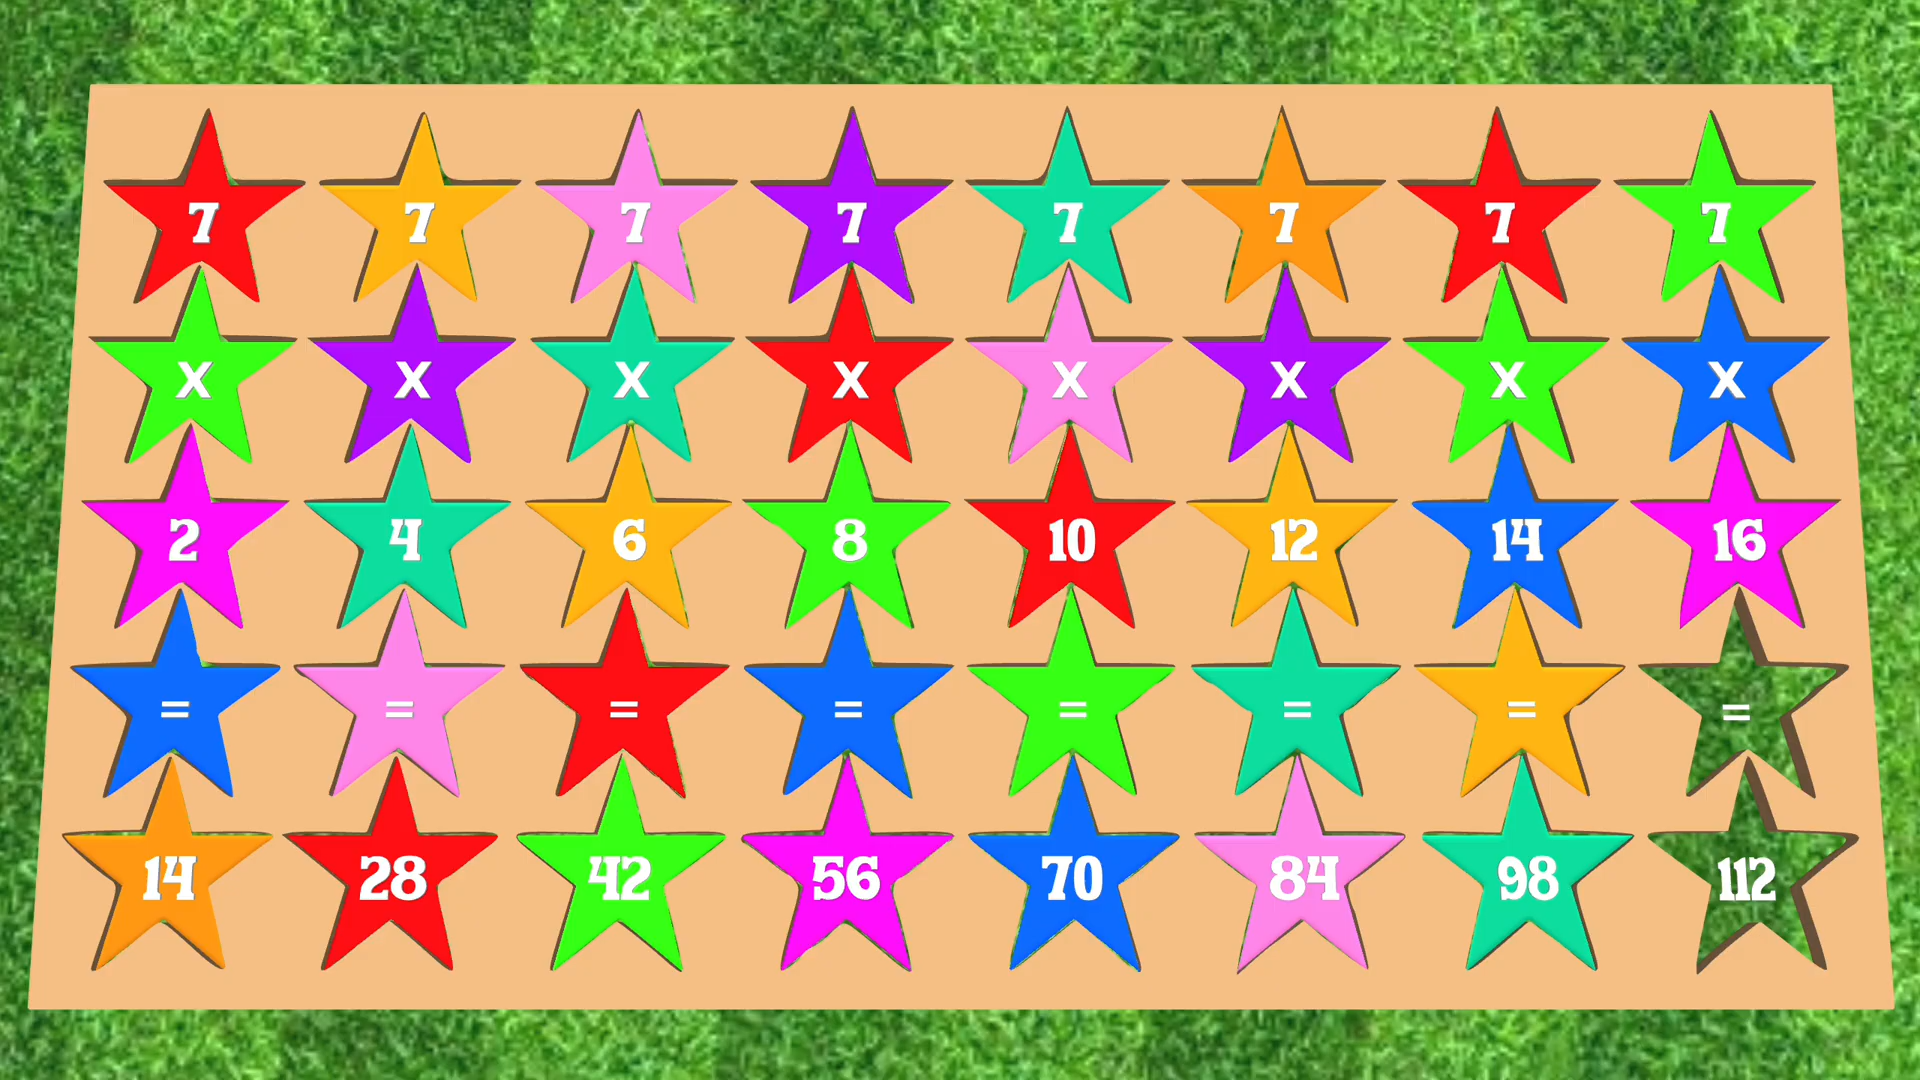 7 7 7 7 7 7 7 7
X X X X X X X X
2 4 6 8 10 12 14 16
= = = = = = = =
14 28 42 56 70 84 98 112